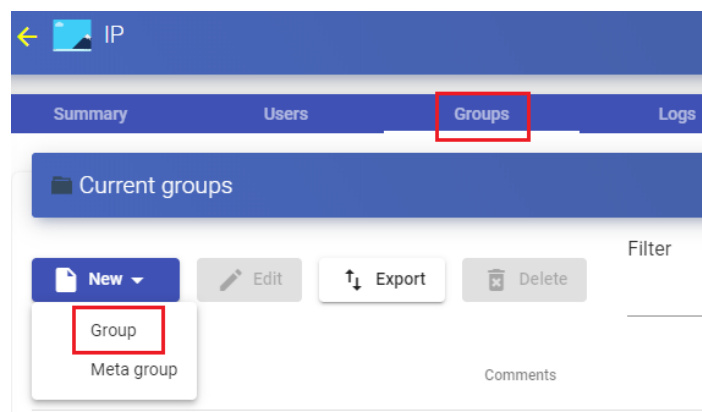 IP
Summary Users Groups Logs
Current groups
Filter
New Edit Export Delete
Group
Meta group
Comments